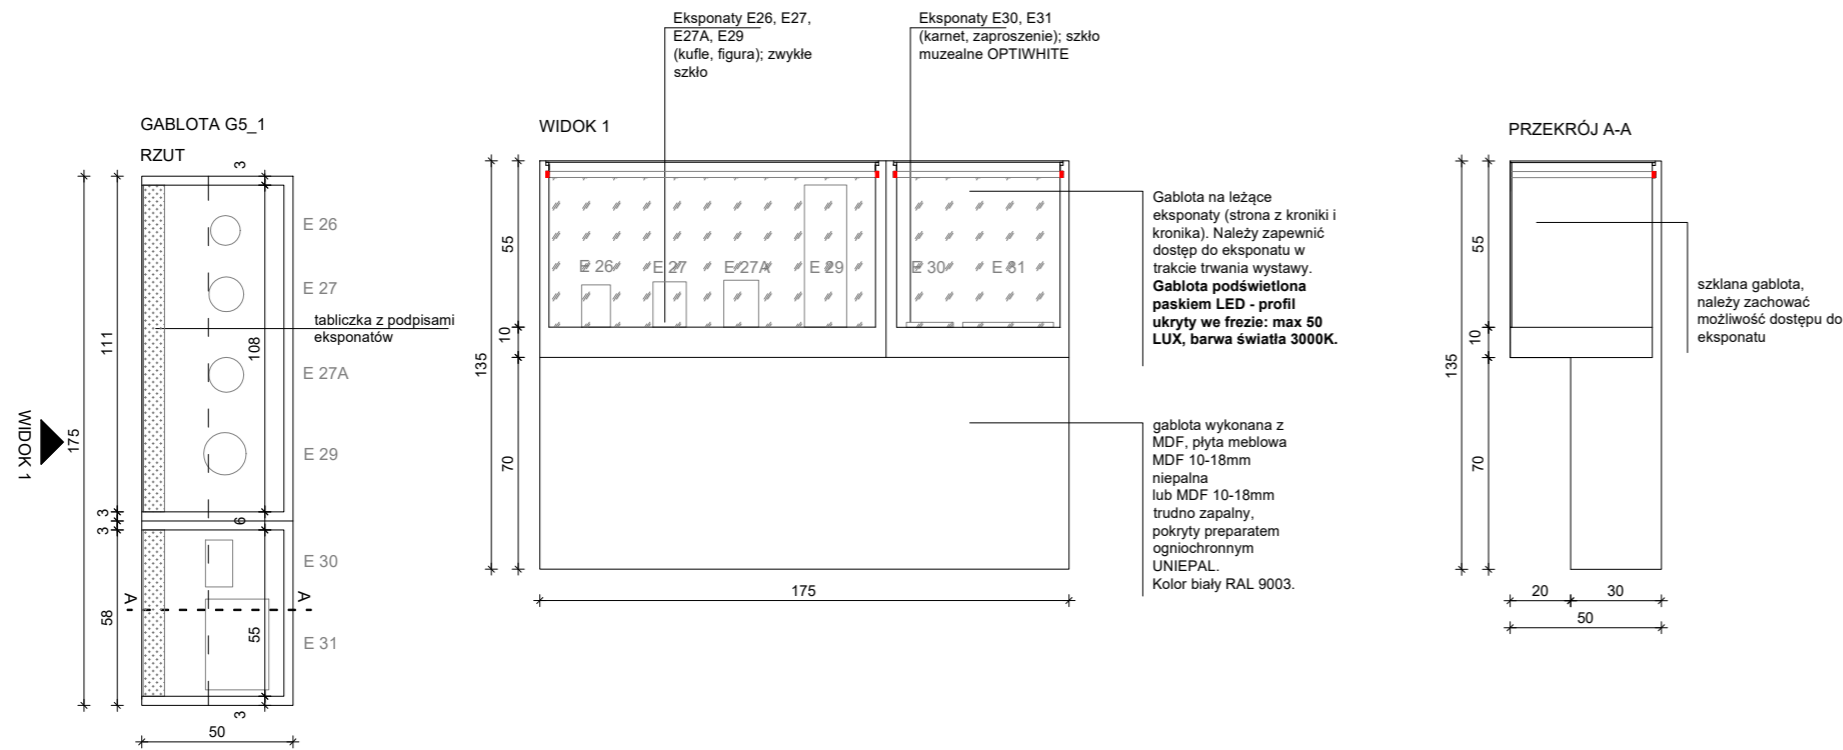 GABLOTA G5_1
RZUT
3
E 26
E 27
tabliczka z podpisami
eksponatów
111
108
E 27A
WIDOK 1
175
E 29
3
3
6
E 30
A
A
58
55
E 31
3
50
Eksponaty E26, E27,
E27A, E29
(kufle, figura); zwykłe
szkło
Eksponaty E30, E31
(karnet, zaproszenie); szkło
muzealne OPTIWHITE
WIDOK 1
55
10
135
70
E 26
E 27
E 27A
E 29
E 30
E 31
175
Gablota na leżące
eksponaty (strona z kroniki i
kronika). Należy zapewnić
dostęp do eksponatu w
trakcie trwania wystawy.
Gablota podświetlona
paskiem LED - profil
ukryty we frezie: max 50
LUX, barwa światła 3000K.
gablota wykonana z
MDF, płyta meblowa
MDF 10-18mm
niepalna
lub MDF 10-18mm
trudno zapalny,
pokryty preparatem
ogniochronnym
UNIEPAL.
Kolor biały RAL 9003.
PRZEKRÓJ A-A
55
10
135
70
szklana gablota,
należy zachować
możliwość dostępu do
eksponatu
20
30
50